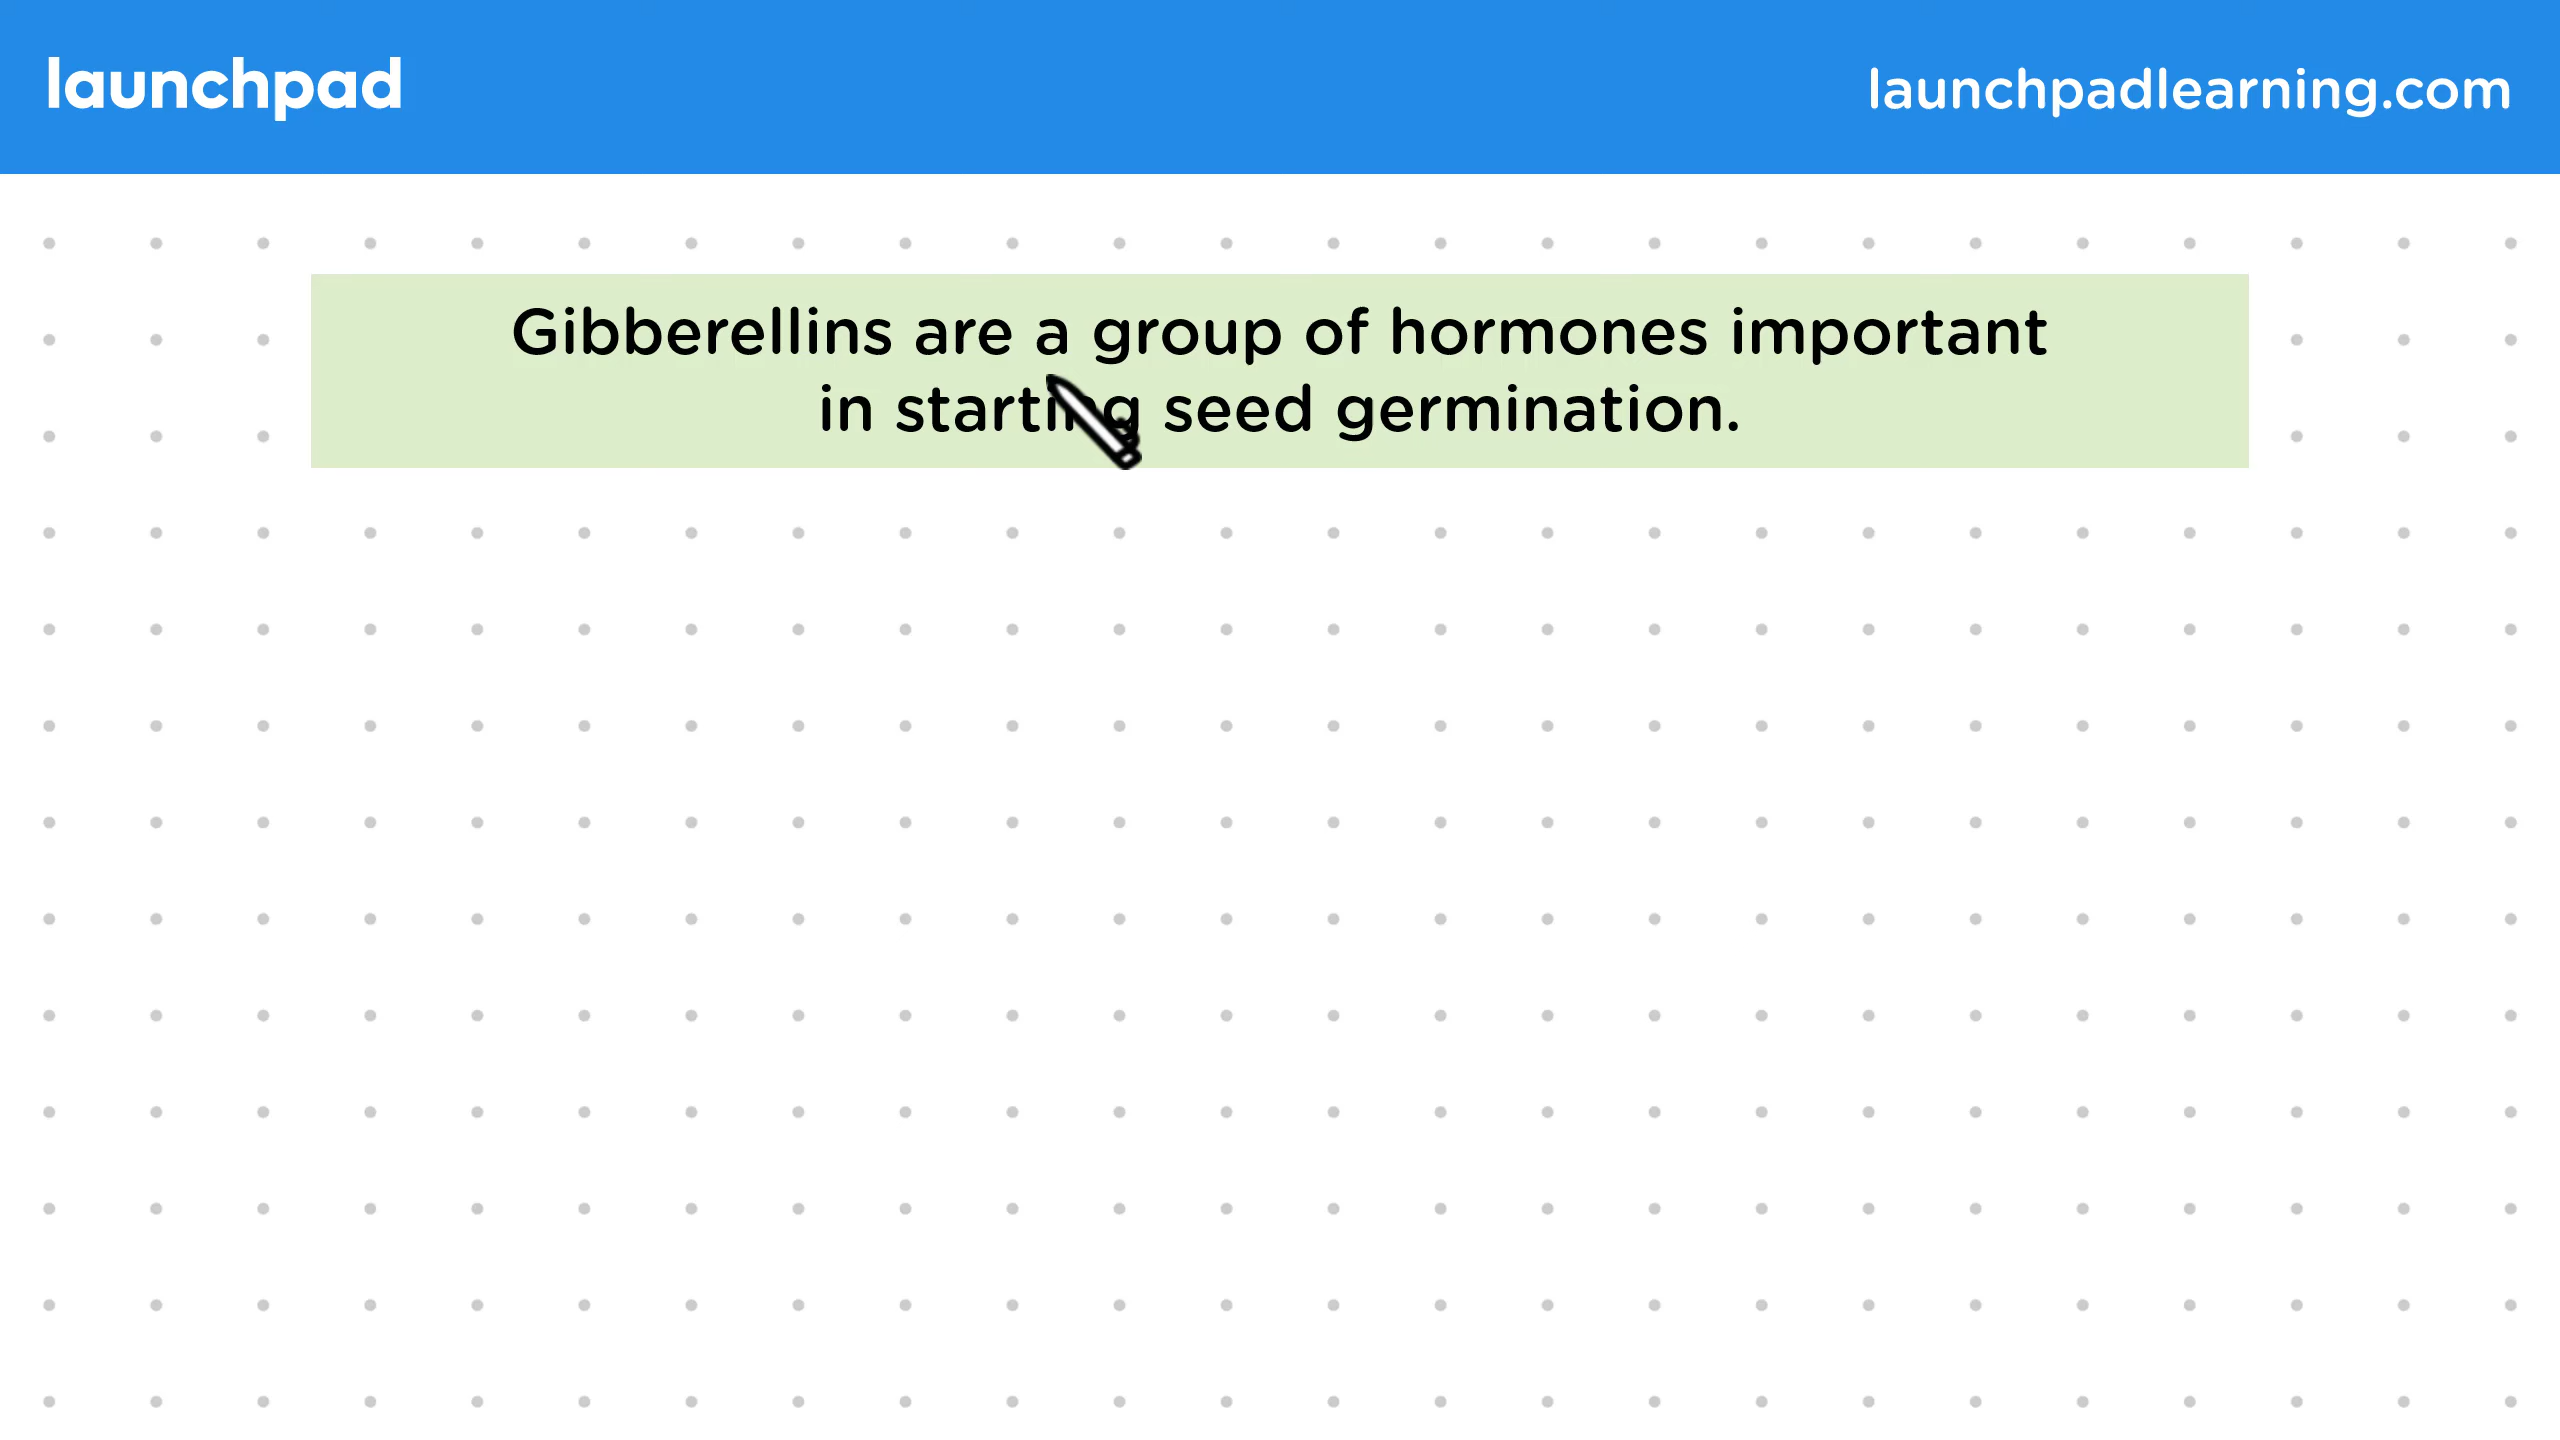 launchpad
launchpadlearning.com
Gibberellins are a group of hormones important
in starting seed germination.